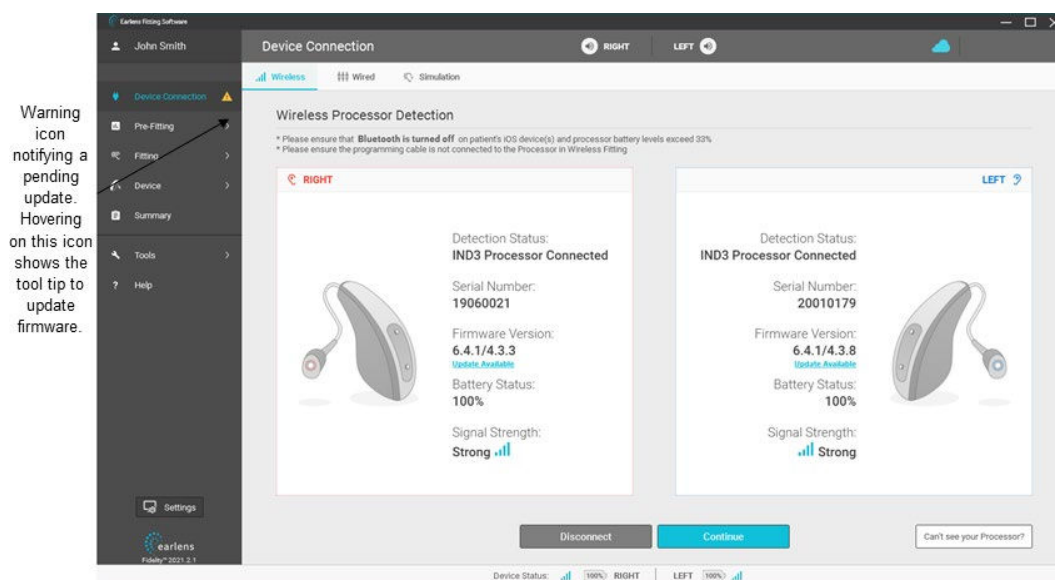 Earlens Fitting Software
John Smith
Device Connection
RIGHT
LEFT
Wireless
Wired
Simulation
Warning
icon
notifying a
pending
update.
Hovering
on this icon
shows the
tool tip to
update
firmware.
Device Connection
Pre-Fitting
Fitting
Device
Summary
Tools
? Help
Settings
earlens
Fidelity™ 2021.2.1
Wireless Processor Detection
* Please ensure that Bluetooth is turned off on patient's iOS device(s) and processor battery levels exceed 33%
* Please ensure the programming cable is not connected to the Processor in Wireless Fitting
RIGHT
Detection Status:
IND3 Processor Connected
Serial Number:
19060021
Firmware Version:
6.4.1/4.3.3
Update Available
Battery Status:
100%
Signal Strength:
Strong
LEFT
Detection Status:
IND3 Processor Connected
Serial Number:
20010179
Firmware Version:
6.4.1/4.3.8
Update Available
Battery Status:
100%
Signal Strength:
Strong
Disconnect
Continue
Can't see your Processor?
Device Status: 100% RIGHT LEFT 100%